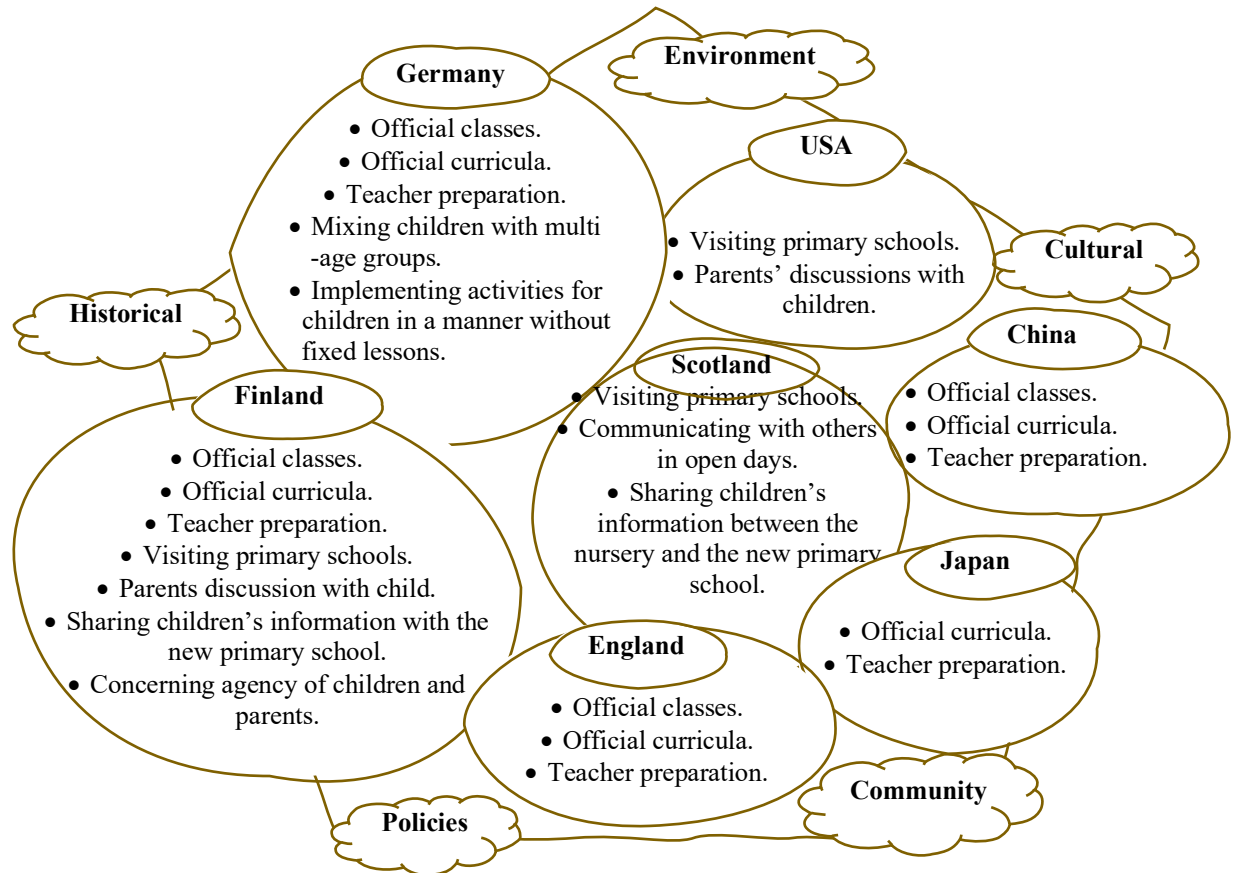 Environment
Germany
• Official classes.
• Official curricula.
• Teacher preparation.
• Mixing children with multi
-age groups.
• Implementing activities for
children in a manner without
fixed lessons.
USA
• Visiting primary schools.
• Parents’ discussions with
children.
Cultural
Historical
China
• Official classes.
• Official curricula.
• Teacher preparation.
Scotland
• Visiting primary schools.
• Communicating with others
in open days.
• Sharing children’s
information between the
nursery and the new primary
school.
Finland
• Official classes.
• Official curricula.
• Teacher preparation.
• Visiting primary schools.
• Parents discussion with child.
• Sharing children’s information with the
new primary school.
• Concerning agency of children and
parents.
Japan
• Official curricula.
• Teacher preparation.
England
• Official classes.
• Official curricula.
• Teacher preparation.
Community
Policies